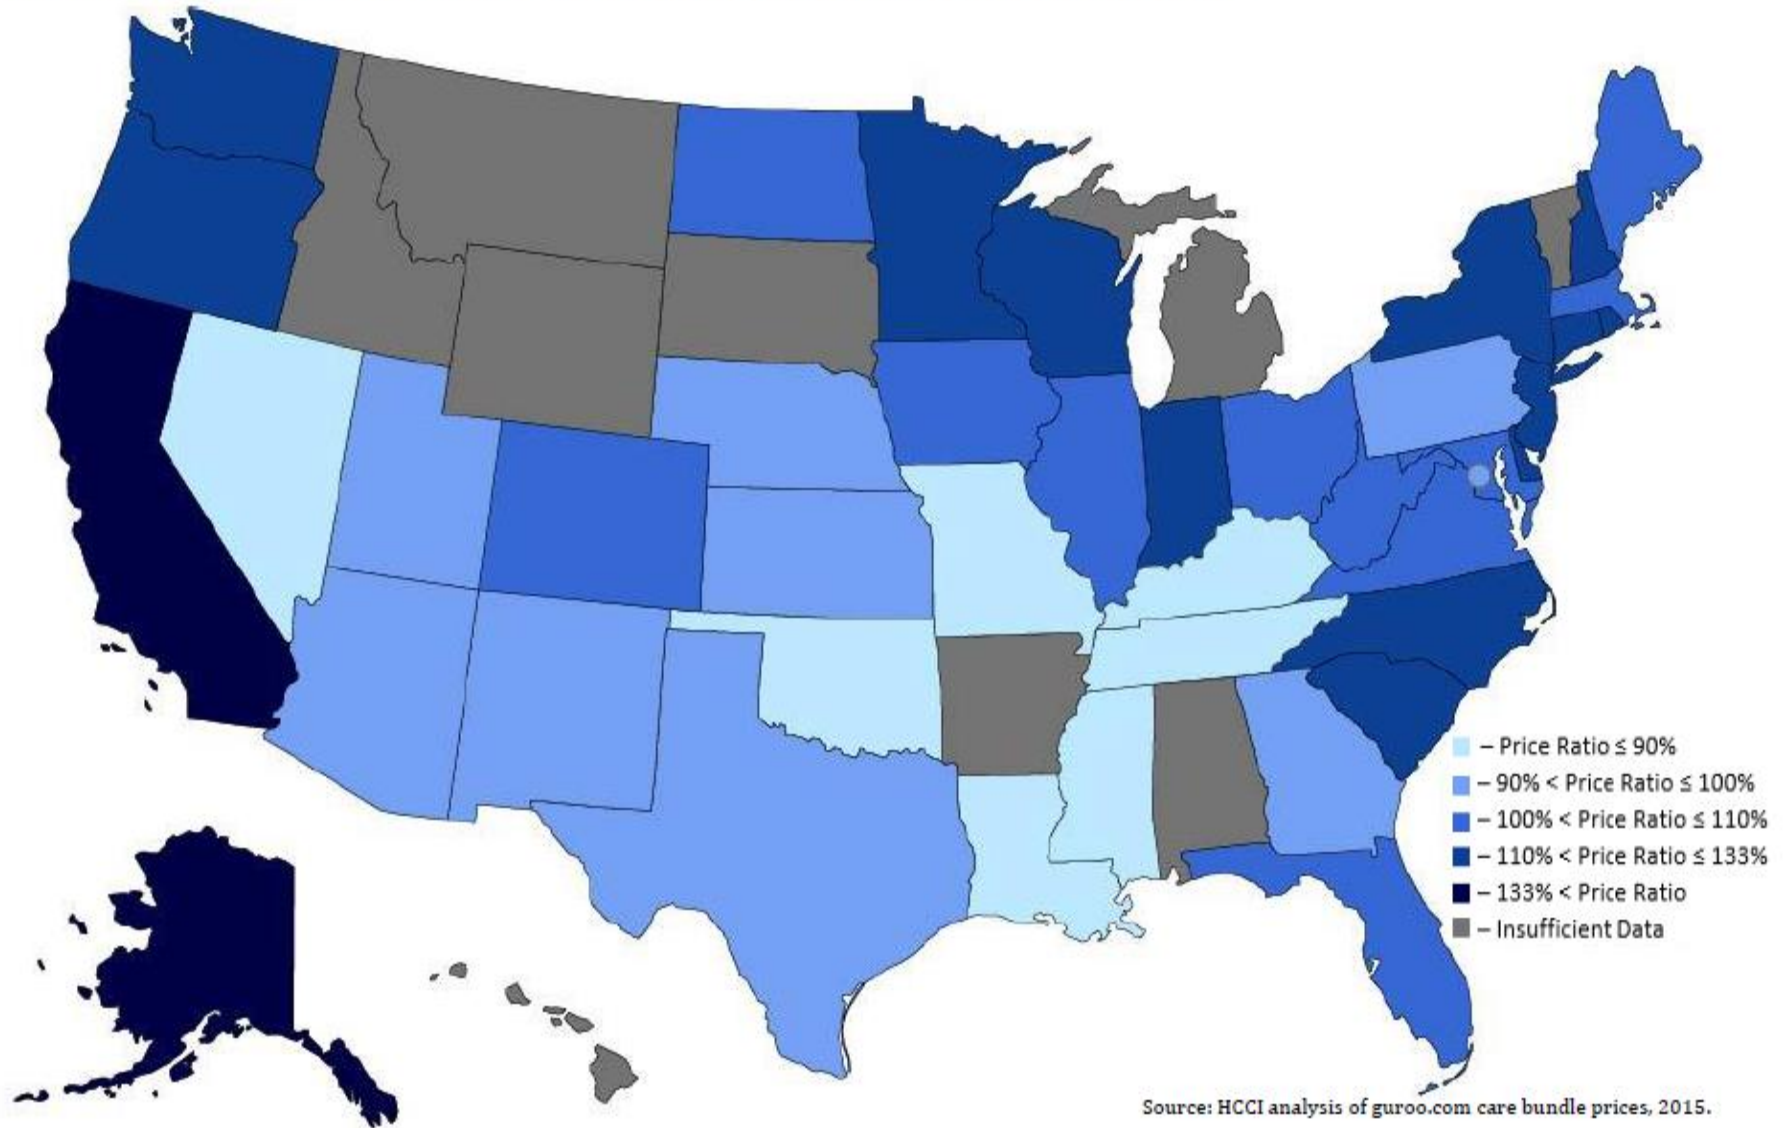 – Price Ratio ≤ 90%
– 90% < Price Ratio ≤ 100%
– 100% < Price Ratio ≤ 110%
– 110% < Price Ratio ≤ 133%
– 133% < Price Ratio
– Insufficient Data
Source: HCCI analysis of guroo.com care bundle prices, 2015.